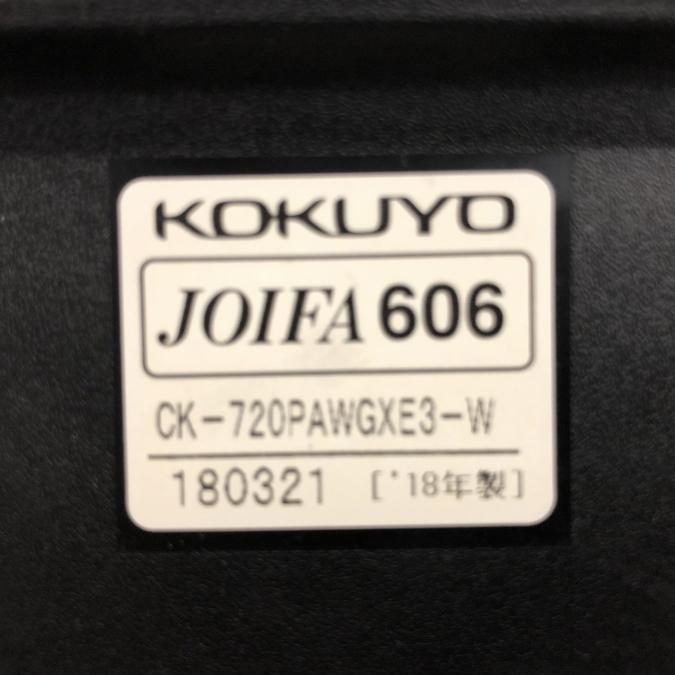 KOKUYO
JOIFA 606
CK-720PAWGXE3-W
180321 ['18年製]